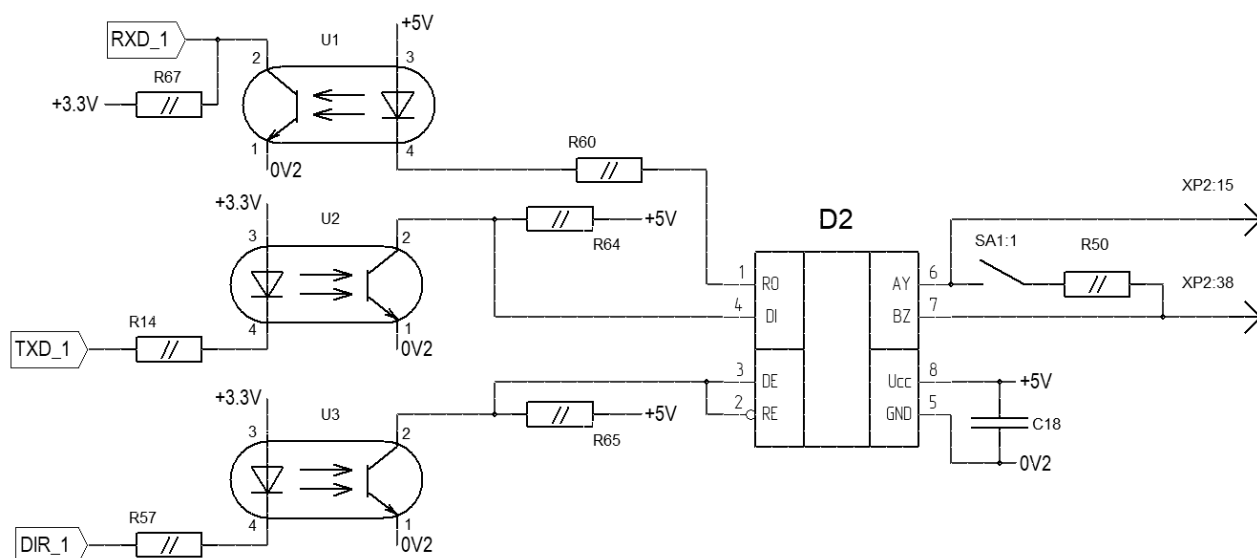 +5V
RXD_1
U1
2
3
R67
+3.3V
1
4
0V2
R60
+3.3V
U2
XP2:15
3
2
+5V
R64
D2
SA1:1
R50
1
RO
AY
6
XP2:38
4
DI
BZ
7
R14
4
1
TXD_1
0V2
3
DE
Ucc
8
+5V
+3.3V
U3
+5V
2
RE
GND
5
C18
3
2
R65
0V2
R57
4
1
DIR_1
0V2